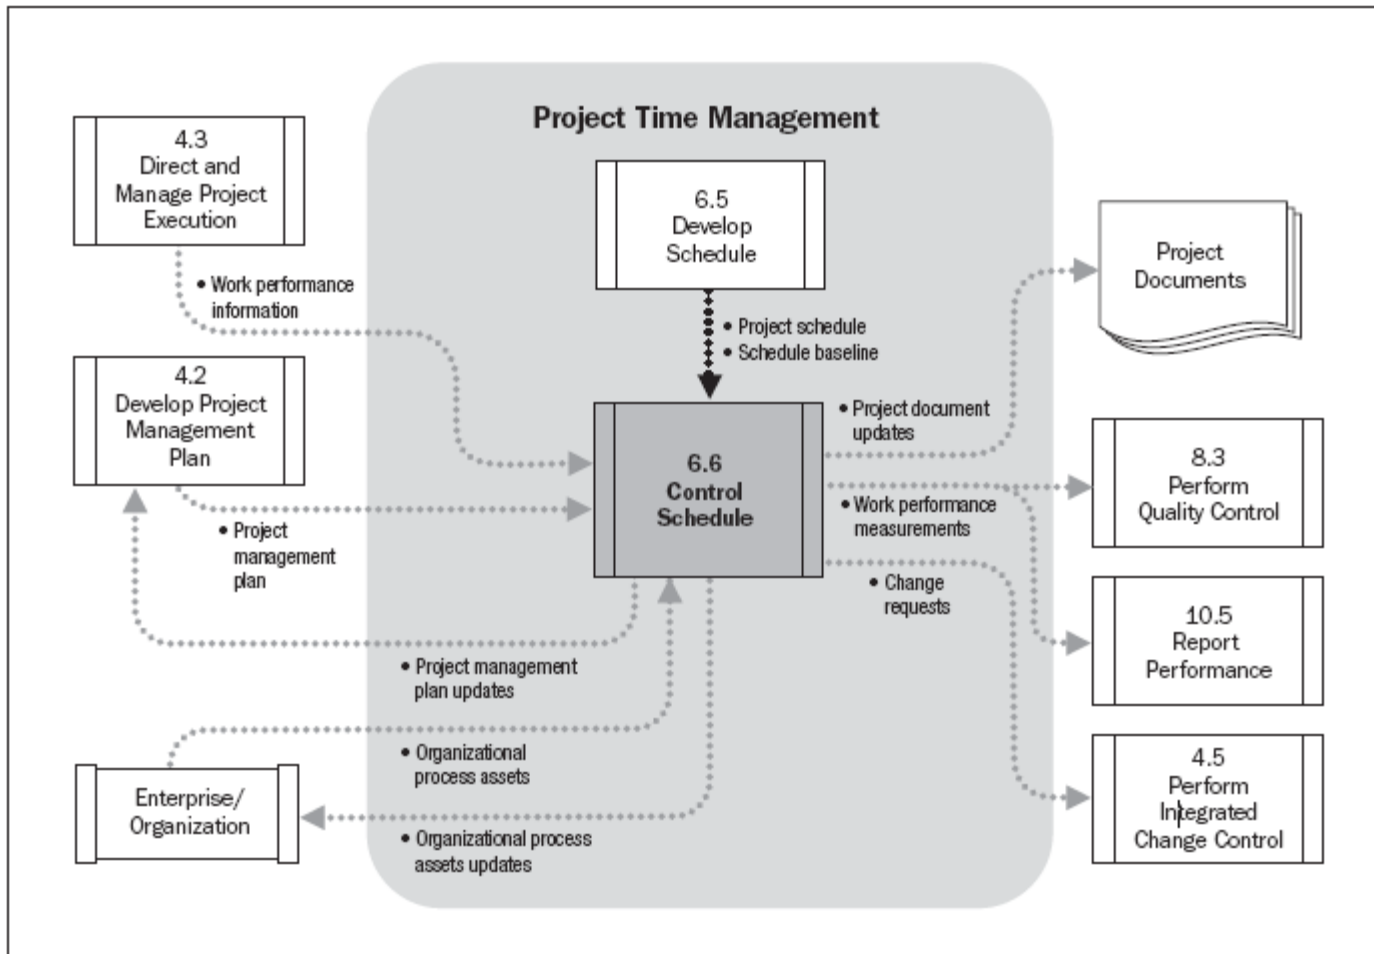 Project Time Management
4.3
Direct and
Manage Project
Execution
6.5
Develop
Schedule
Project
Documents
• Work performance
information
• Project schedule
• Schedule baseline
4.2
Develop Project
Management
Plan
• Project document
updates
6.6
Control
Schedule
8.3
Perform
Quality Control
• Work performance
measurements
• Project
management
plan
• Change
requests
10.5
Report
Performance
• Project management
plan updates
• Organizational
process assets
4.5
Perform
Integrated
Change Control
Enterprise/
Organization
• Organizational process
assets updates